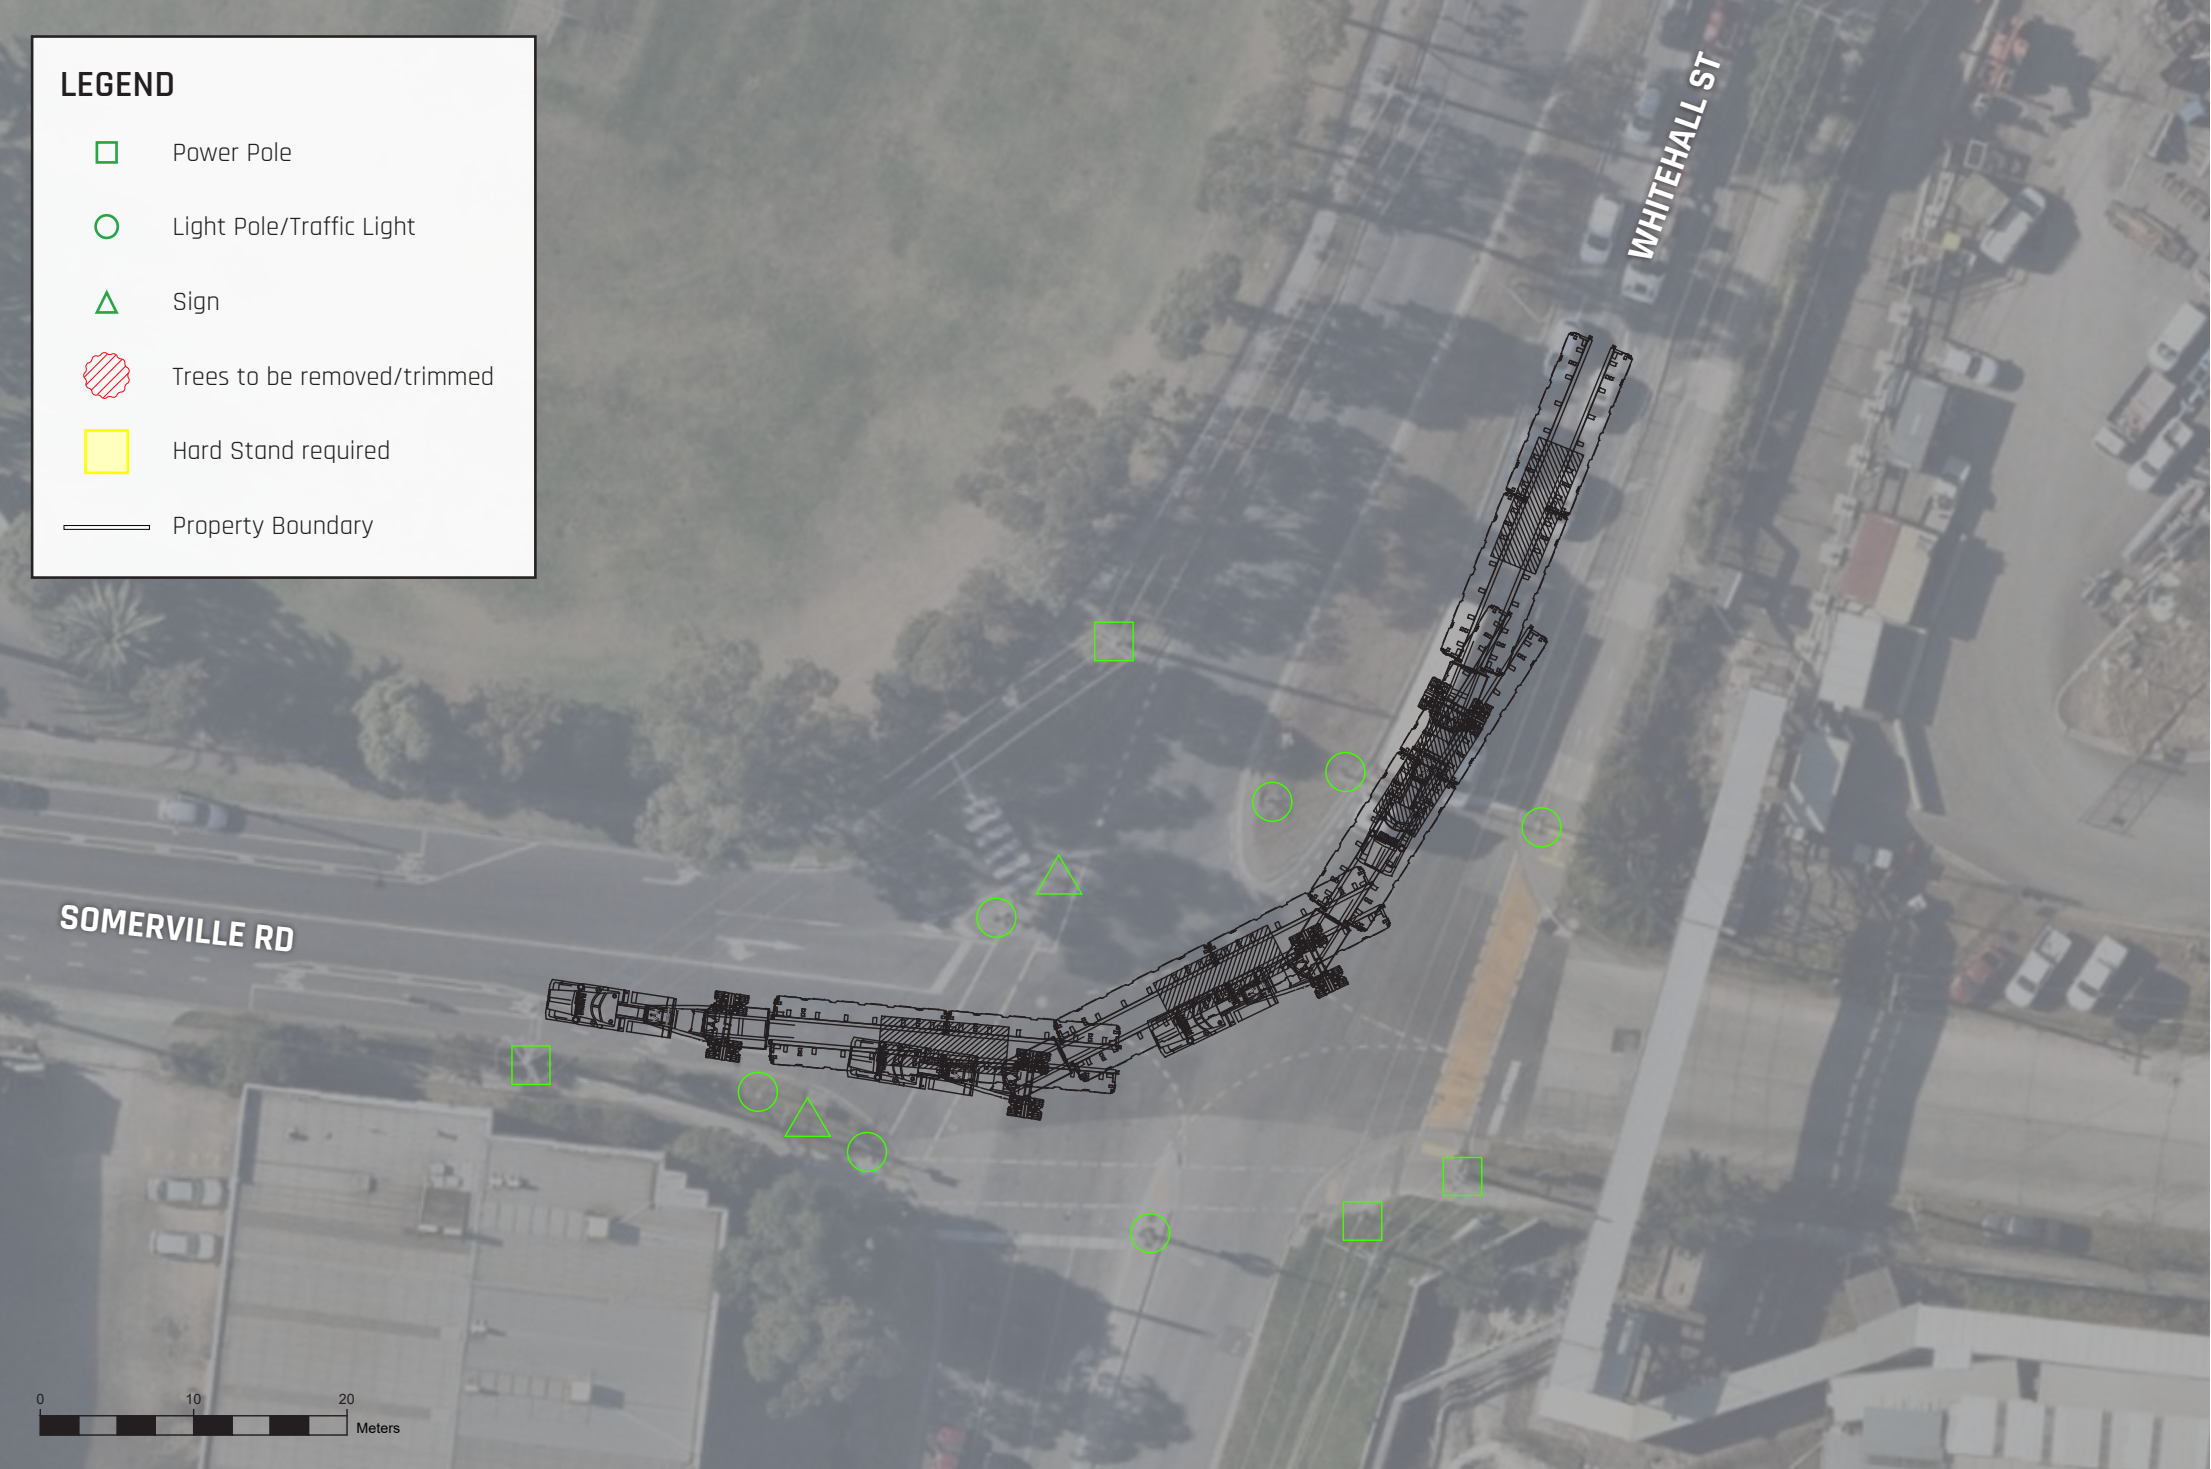 LEGEND
Power Pole
Light Pole/Traffic Light
Sign
Trees to be removed/trimmed
Hard Stand required
Property Boundary
WHITEHALL ST
SOMERVILLE RD
0 10 20
Meters